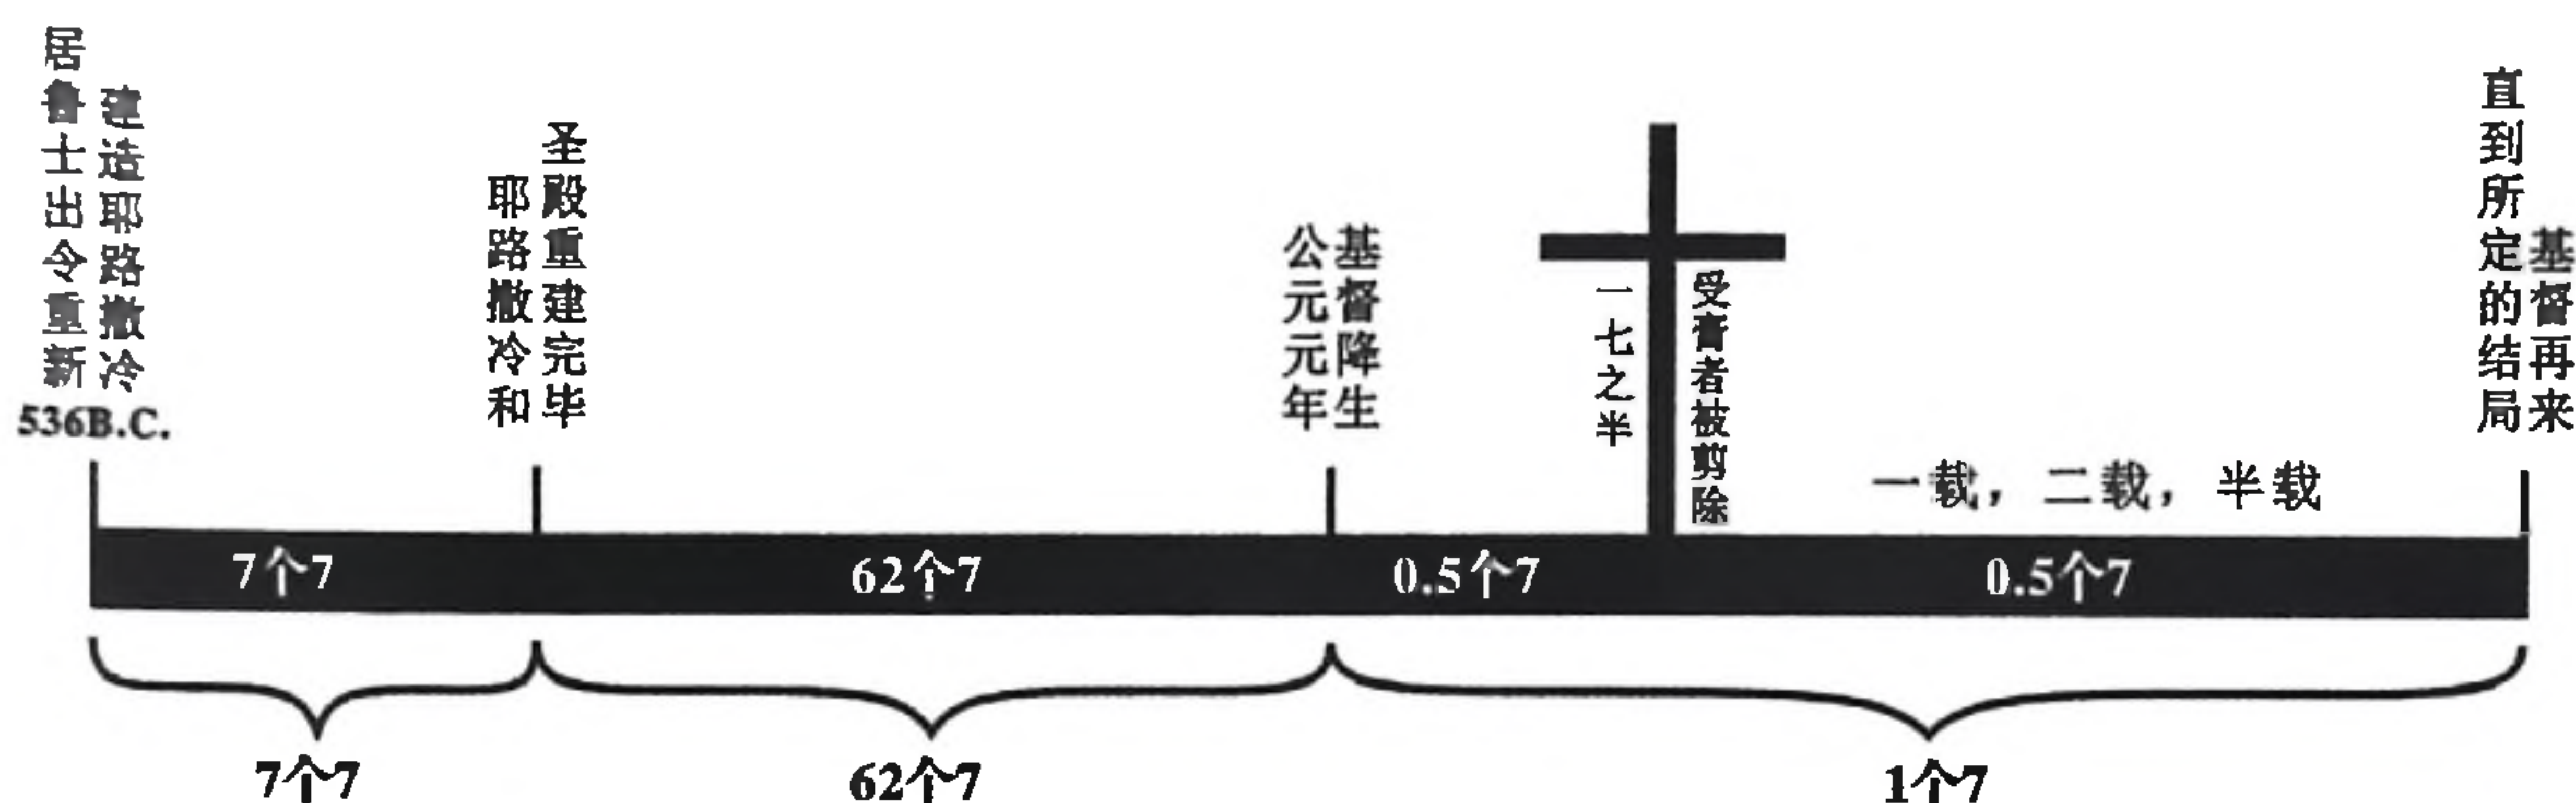 居鲁士出令重新
建造耶路撒冷
536B.C.
耶路撒冷和
圣殿重建完毕
公元元年
基督降生
一七之半
受膏者被剪除
一载，二载，半载
直到所定的结局
基督再来
7个7
62个7
0.5个7
0.5个7
7个7
62个7
1个7